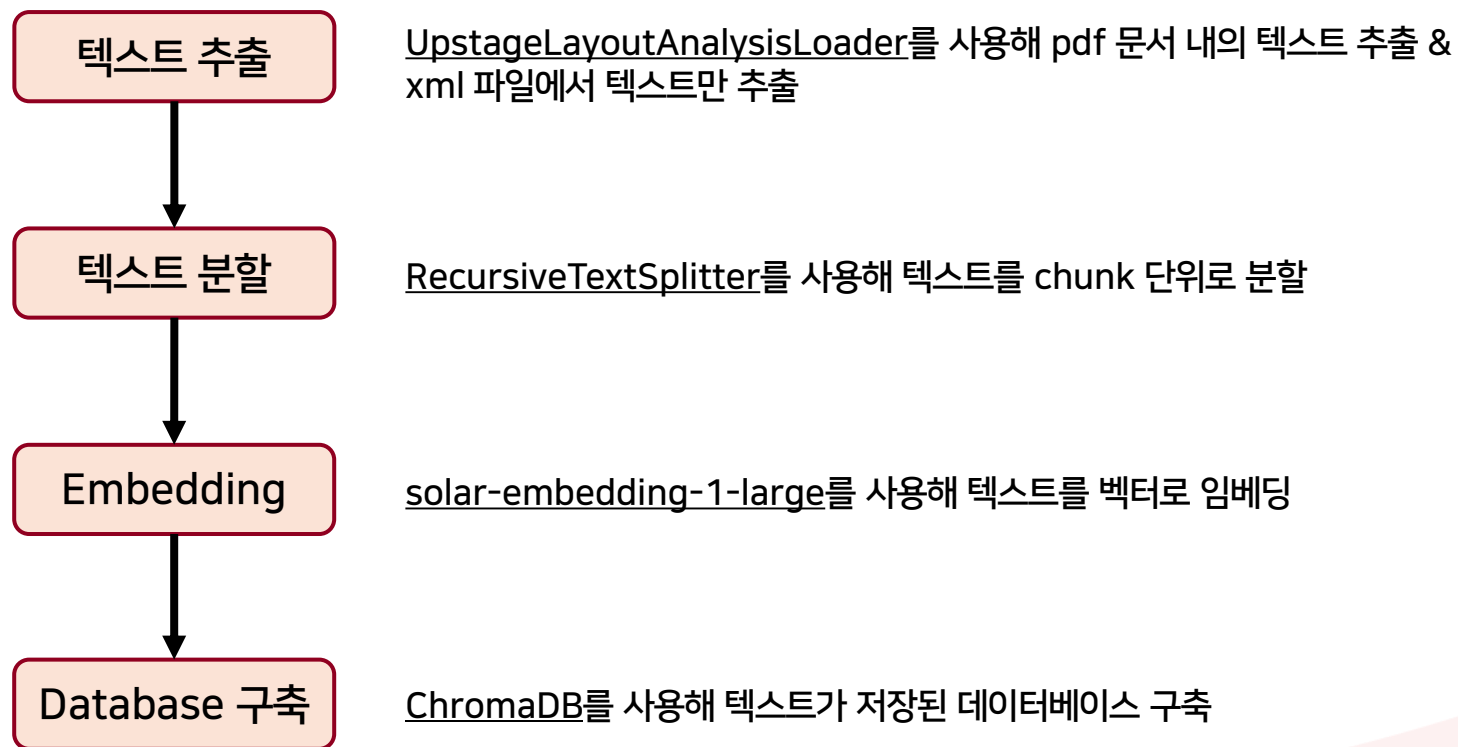 텍스트 추출
UpstageLayoutAnalysisLoader를 사용해 pdf 문서 내의 텍스트 추출 &
xml 파일에서 텍스트만 추출
텍스트 분할
RecursiveTextSplitter를 사용해 텍스트를 chunk 단위로 분할
Embedding
solar-embedding-1-large를 사용해 텍스트를 벡터로 임베딩
Database 구축
ChromaDB를 사용해 텍스트가 저장된 데이터베이스 구축